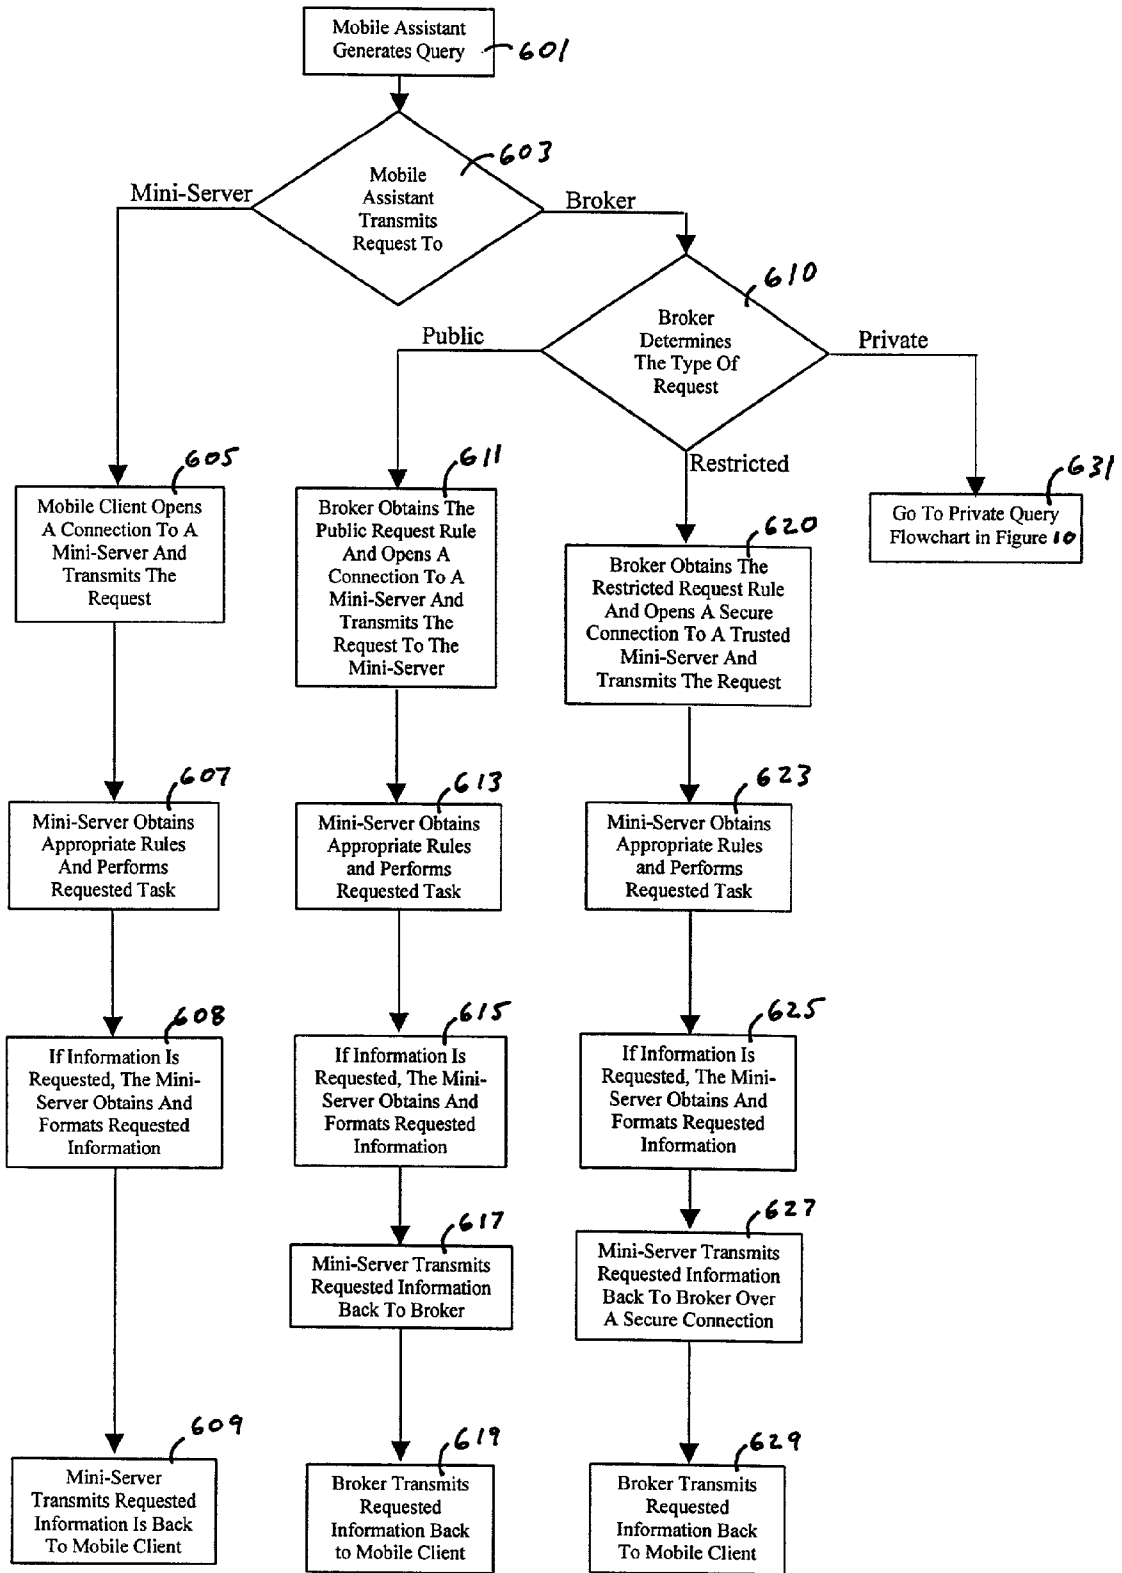 Mobile Assistant
Generates Query
601
603
Mobile
Assistant
Transmits
Request To
Mini-Server
Broker
610
Broker
Determines
The Type Of
Request
Public
Private
Restricted
605
Mobile Client Opens
A Connection To A
Mini-Server And
Transmits The
Request
611
Broker Obtains The
Public Request Rule
And Opens A
Connection To A
Mini-Server And
Transmits The
Request To The
Mini-Server
620
Broker Obtains The
Restricted Request Rule
And Opens A Secure
Connection To A Trusted
Mini-Server And
Transmits The Request
631
Go To Private Query
Flowchart in Figure 10
607
Mini-Server Obtains
Appropriate Rules
And Performs
Requested Task
613
Mini-Server Obtains
Appropriate Rules
and Performs
Requested Task
623
Mini-Server Obtains
Appropriate Rules
and Performs
Requested Task
608
If Information Is
Requested, The Mini-
Server Obtains And
Formats Requested
Information
615
If Information Is
Requested, The Mini-
Server Obtains And
Formats Requested
Information
625
If Information Is
Requested, The Mini-
Server Obtains And
Formats Requested
Information
617
Mini-Server Transmits
Requested Information
Back To Broker
627
Mini-Server Transmits
Requested Information
Back To Broker Over
A Secure Connection
609
Mini-Server
Transmits Requested
Information Is Back
To Mobile Client
619
Broker Transmits
Requested
Information Back
to Mobile Client
629
Broker Transmits
Requested
Information Back
To Mobile Client